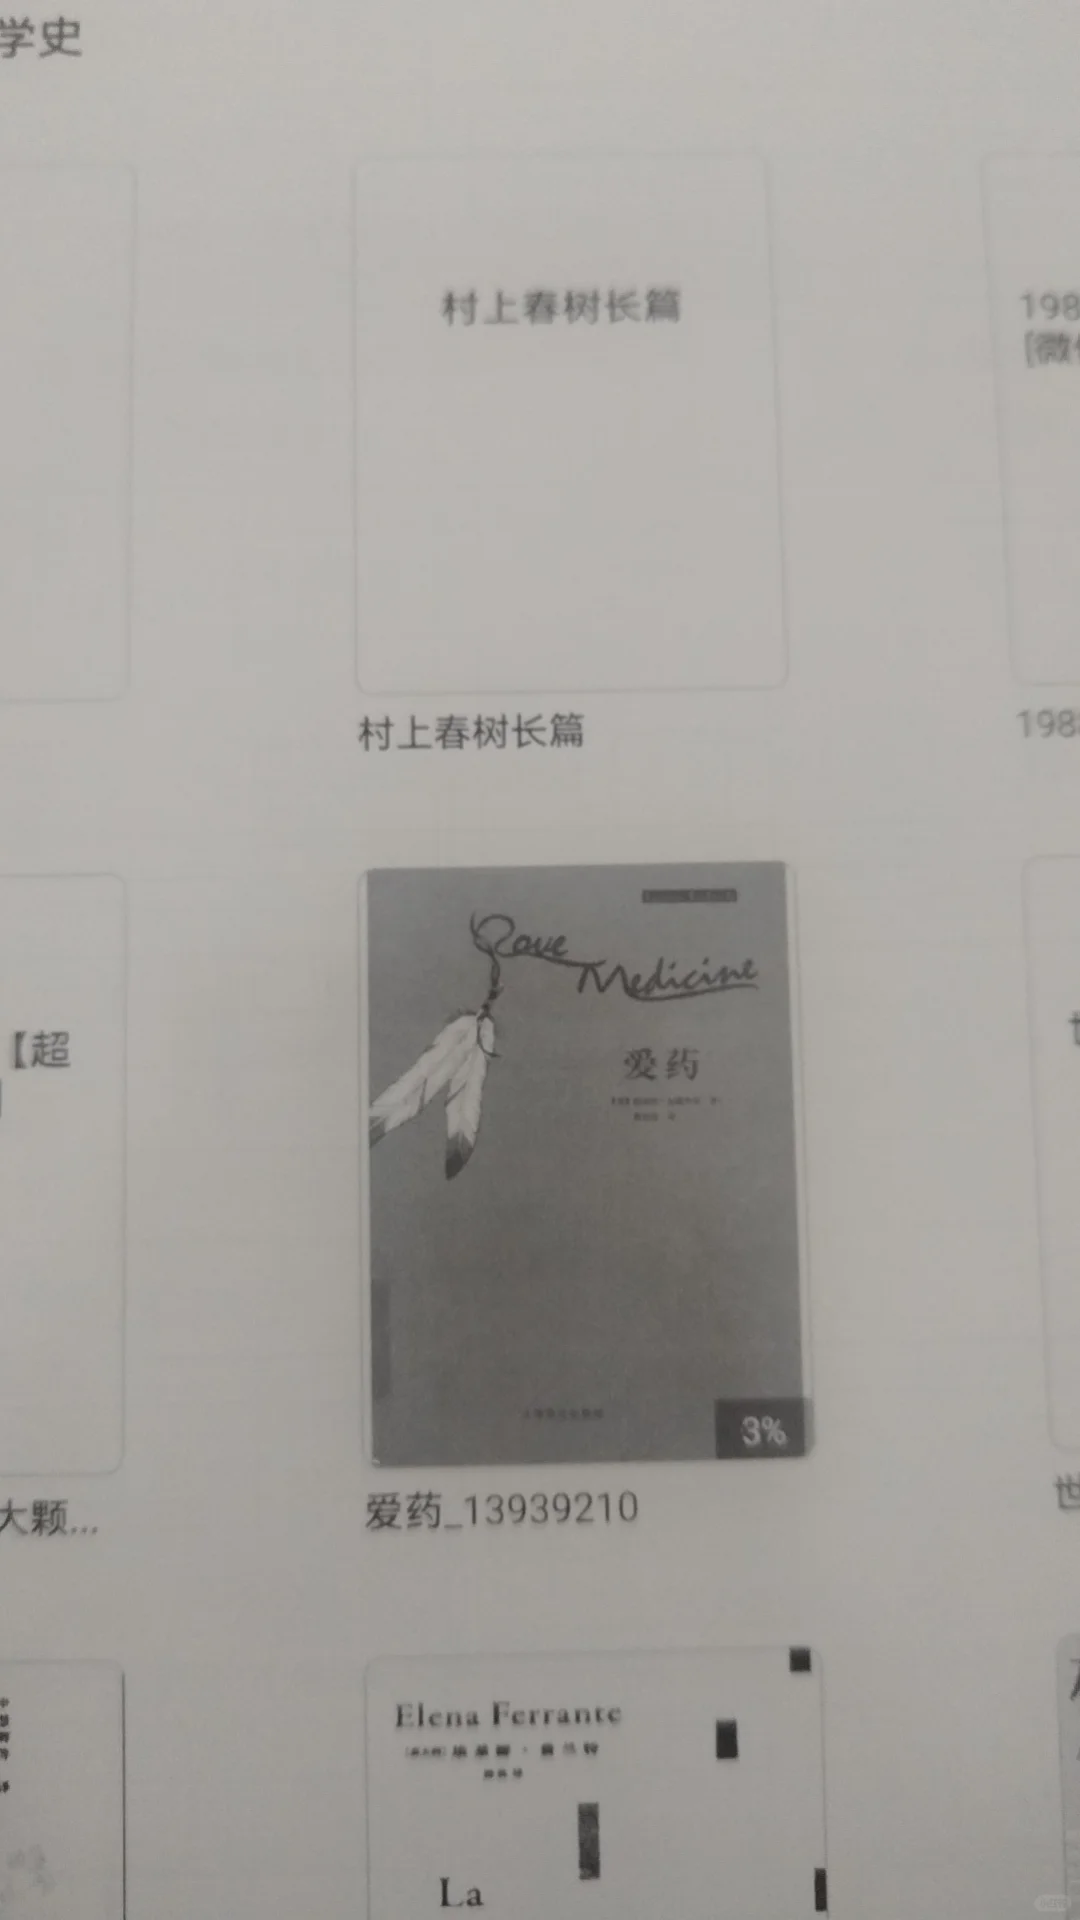 学史
村上春树长篇
198
[微
村上春树长篇
198
【超
Love
Medicine
爱药
3%
大颗...
爱药_13939210
世
Elena Ferrante
La